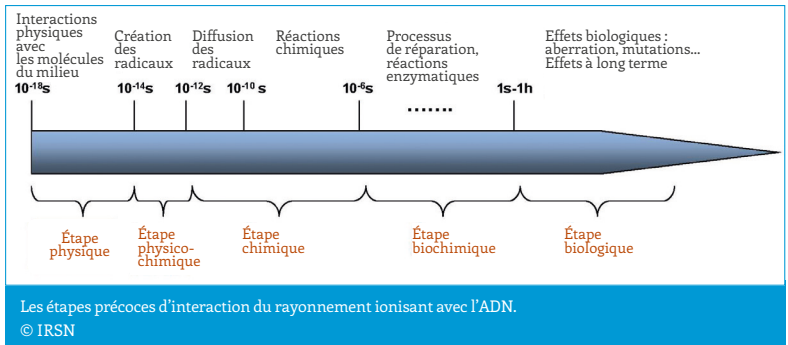 Interactions
physiques
avec
les molécules
du milieu
Création
des
radicaux
Diffusion
des
radicaux
Réactions
chimiques
Processus
de réparation,
réactions
enzymatiques
Effets biologiques :
aberration, mutations...
Effets à long terme
10-18s
10-14s
10-12s
10-10 s
10-6s
.......
1s-1h
Étape
physique
Étape
physico-
chimique
Étape
chimique
Étape
biochimique
Étape
biologique
Les étapes précoces d’interaction du rayonnement ionisant avec l’ADN.
© IRSN